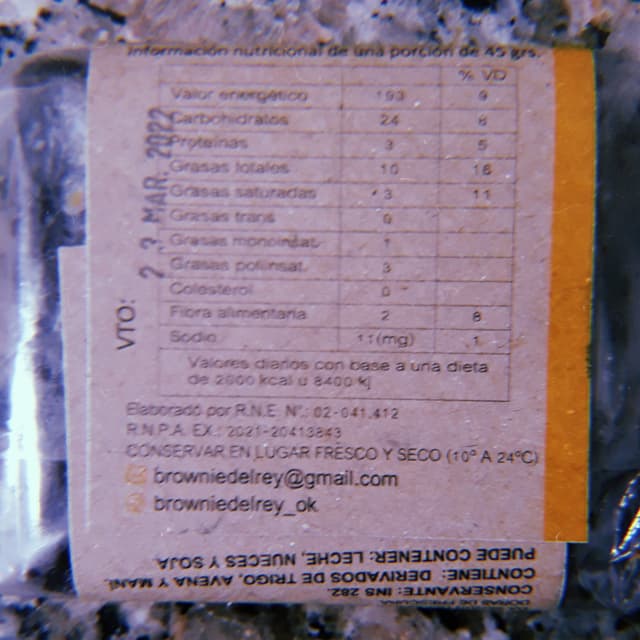 Información nutricional de una porción de 45 grs.
% VD
Valor energético 193 9
Carbohidratos 24 8
Proteínas 3 5
Grasas totales 10 18
Grasas saturadas 3 11
Grasas trans 0
Grasas monoinsat. 1
Grasas poliinsat. 3
Colesterol 0
Fibra alimentaria 2 8
Sodio 11 (mg) 1
Valores diarios con base a una dieta
de 2000 kcal u 8400 kj
VTO: 23 MAR. 2022
Elaborado por R.N.E. N°: 02-041.412
R.N.P.A. EX.: 2021-20413843
CONSERVAR EN LUGAR FRESCO Y SECO (10° A 24°C)
browniedelrey@gmail.com
browniedelrey_ok
CONSERVANTE: INS 282.
CONTIENE: DERIVADOS DE TRIGO, AVENA Y MANÍ.
PUEDE CONTENER: LECHE, NUECES Y SOJA